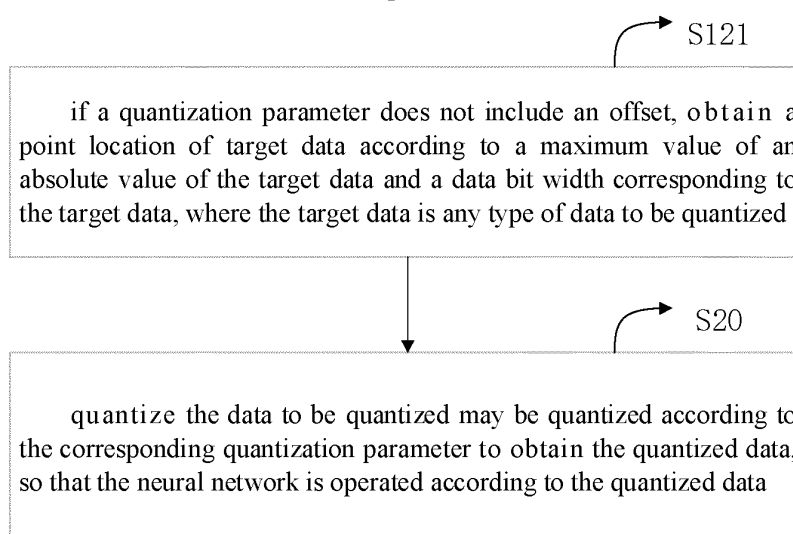 S121
if a quantization parameter does not include an offset, obtain a
point location of target data according to a maximum value of an
absolute value of the target data and a data bit width corresponding to
the target data, where the target data is any type of data to be quantized
S20
quantize the data to be quantized may be quantized according to
the corresponding quantization parameter to obtain the quantized data,
so that the neural network is operated according to the quantized data